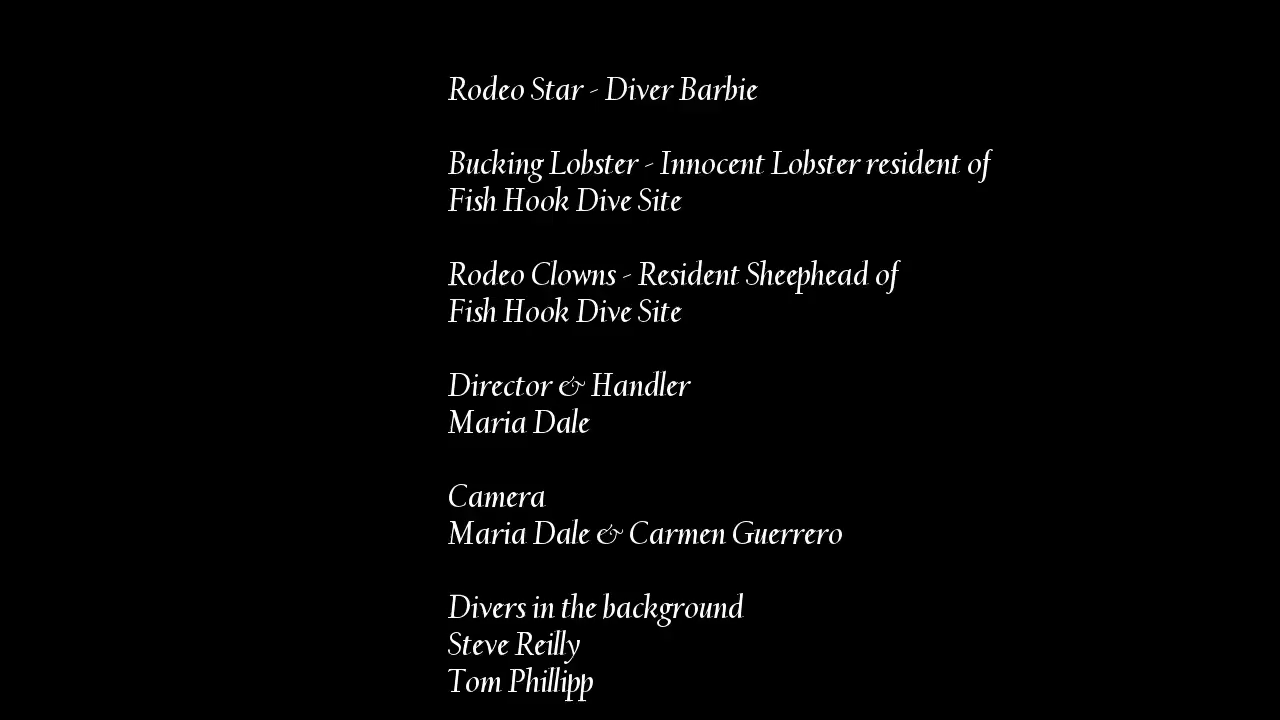 Rodeo Star - Diver Barbie
Bucking Lobster - Innocent Lobster resident of
Fish Hook Dive Site
Rodeo Clowns - Resident Sheephead of
Fish Hook Dive Site
Director & Handler
Maria Dale
Camera
Maria Dale & Carmen Guerrero
Divers in the background
Steve Reilly
Tom Phillipp